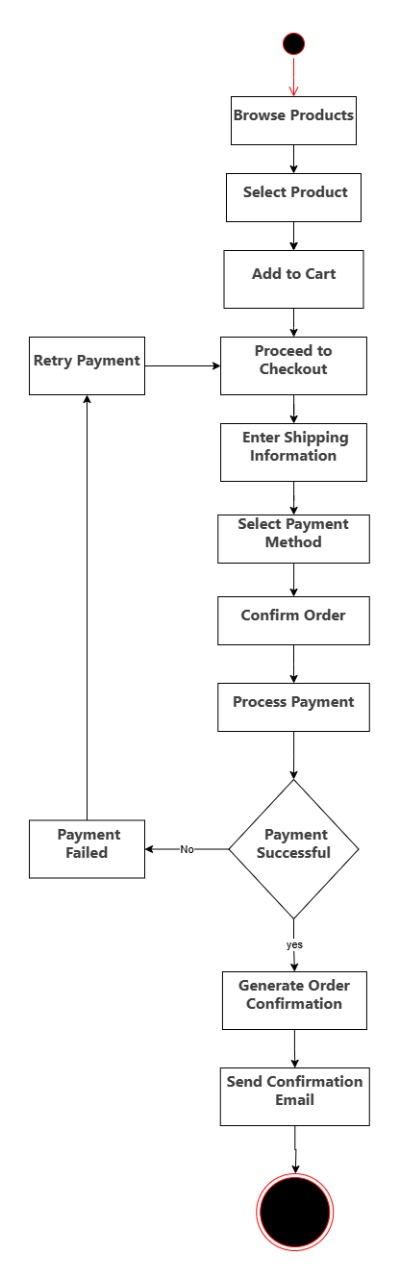 Browse Products
Select Product
Add to Cart
Retry Payment
Proceed to
Checkout
Enter Shipping
Information
Select Payment
Method
Confirm Order
Process Payment
Payment
Failed
No
Payment
Successful
yes
Generate Order
Confirmation
Send Confirmation
Email